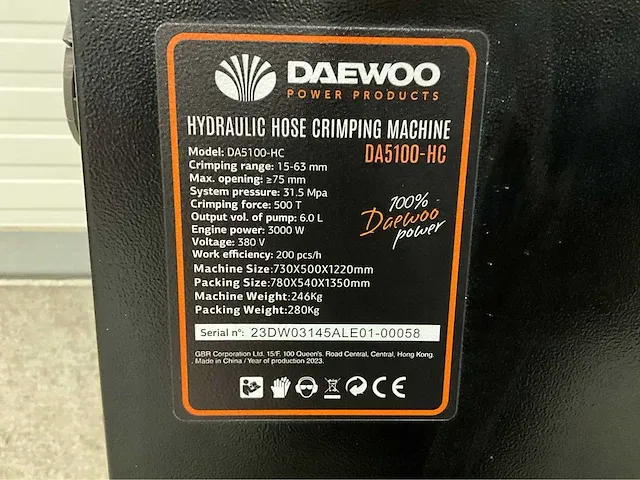 DAEWOO
POWER PRODUCTS
HYDRAULIC HOSE CRIMPING MACHINE
DA5100-HC
Model: DA5100-HC
Crimping range: 15-63 mm
Max. opening: ≥75 mm
System pressure: 31.5 Mpa
Crimping force: 500 T
Output vol. of pump: 6.0 L
Engine power: 3000 W
Voltage: 380 V
Work efficiency: 200 pcs/h
Machine Size:730X500X1220mm
Packing Size:780X540X1350mm
Machine Weight:246Kg
Packing Weight:280Kg
100%
Daewoo
power
Serial n°: 23DW03145ALE01-00058
GBR Corporation Ltd. 15/F. 100 Queen's. Road Central, Central, Hong Kong.
Made in China / Year of production 2023.
CE